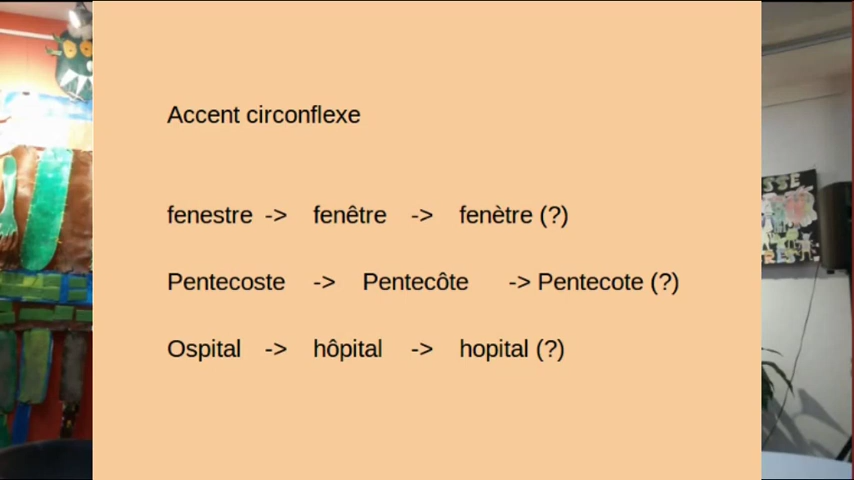 Accent circonflexe
fenestre -> fenêtre -> fenètre (?)
Pentecoste -> Pentecôte -> Pentecote (?)
Ospital -> hôpital -> hopital (?)